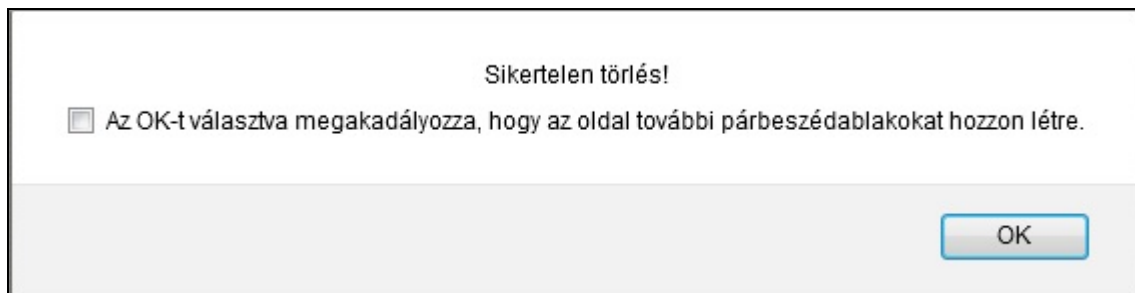 Sikertelen törlés!
Az OK-t választva megakadályozza, hogy az oldal további párbeszédablakokat hozzon létre.
OK